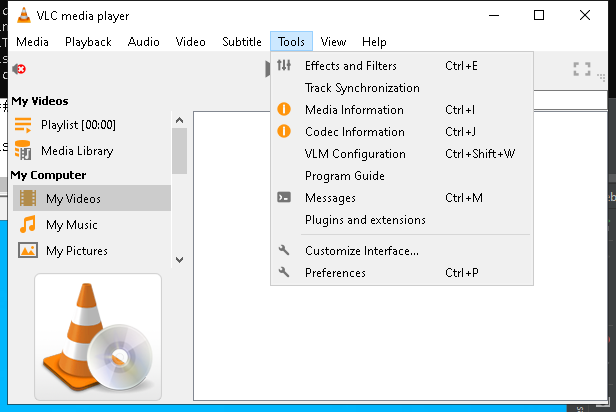 VLC media player
Media Playback Audio Video Subtitle Tools View Help
Effects and Filters Ctrl+E
Track Synchronization
Media Information Ctrl+I
Codec Information Ctrl+J
VLM Configuration Ctrl+Shift+W
Program Guide
Messages Ctrl+M
Plugins and extensions
Customize Interface...
Preferences Ctrl+P
My Videos
Playlist [00:00]
Media Library
My Computer
My Videos
My Music
My Pictures